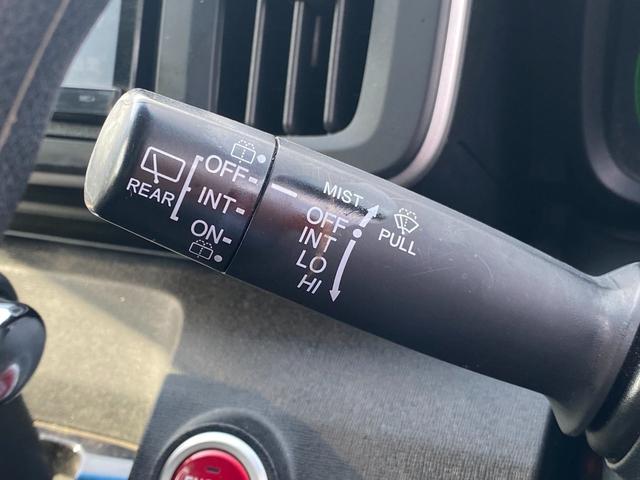 REAR
OFF
INT
ON
MIST
OFF
INT
LO
HI
PULL